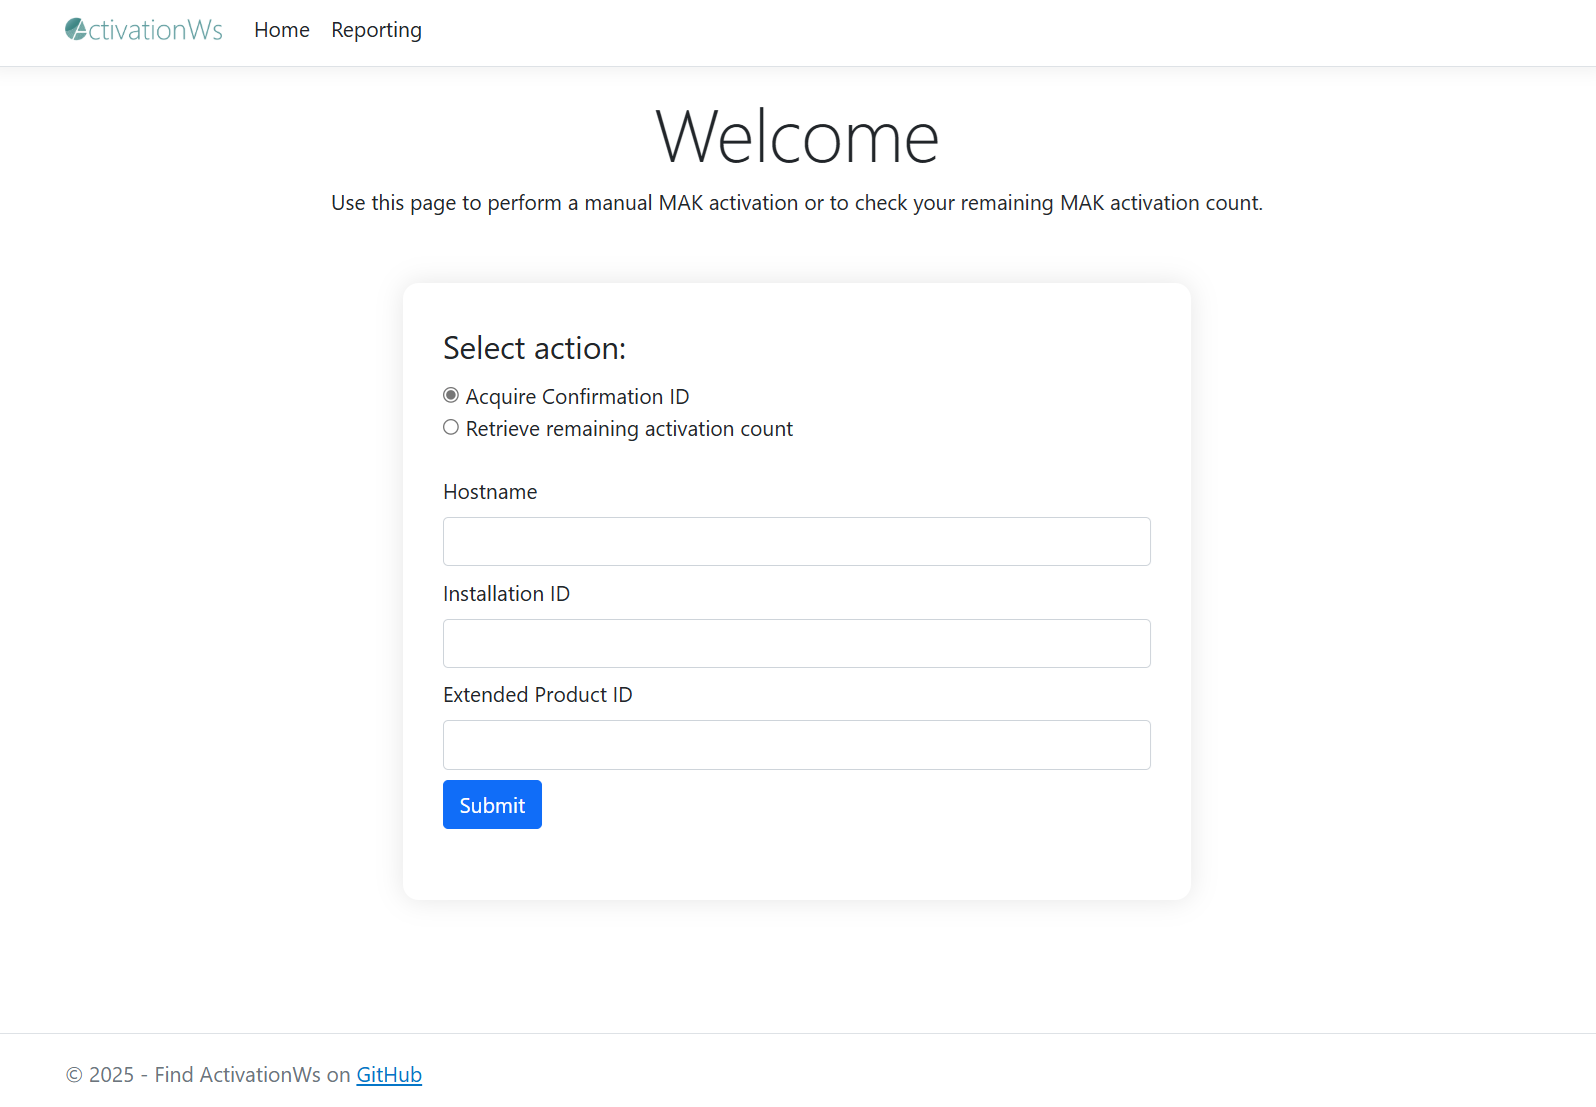 ActivationWs Home Reporting
Welcome
Use this page to perform a manual MAK activation or to check your remaining MAK activation count.
Select action:
Acquire Confirmation ID
Retrieve remaining activation count
Hostname
Installation ID
Extended Product ID
Submit
© 2025 - Find ActivationWs on GitHub